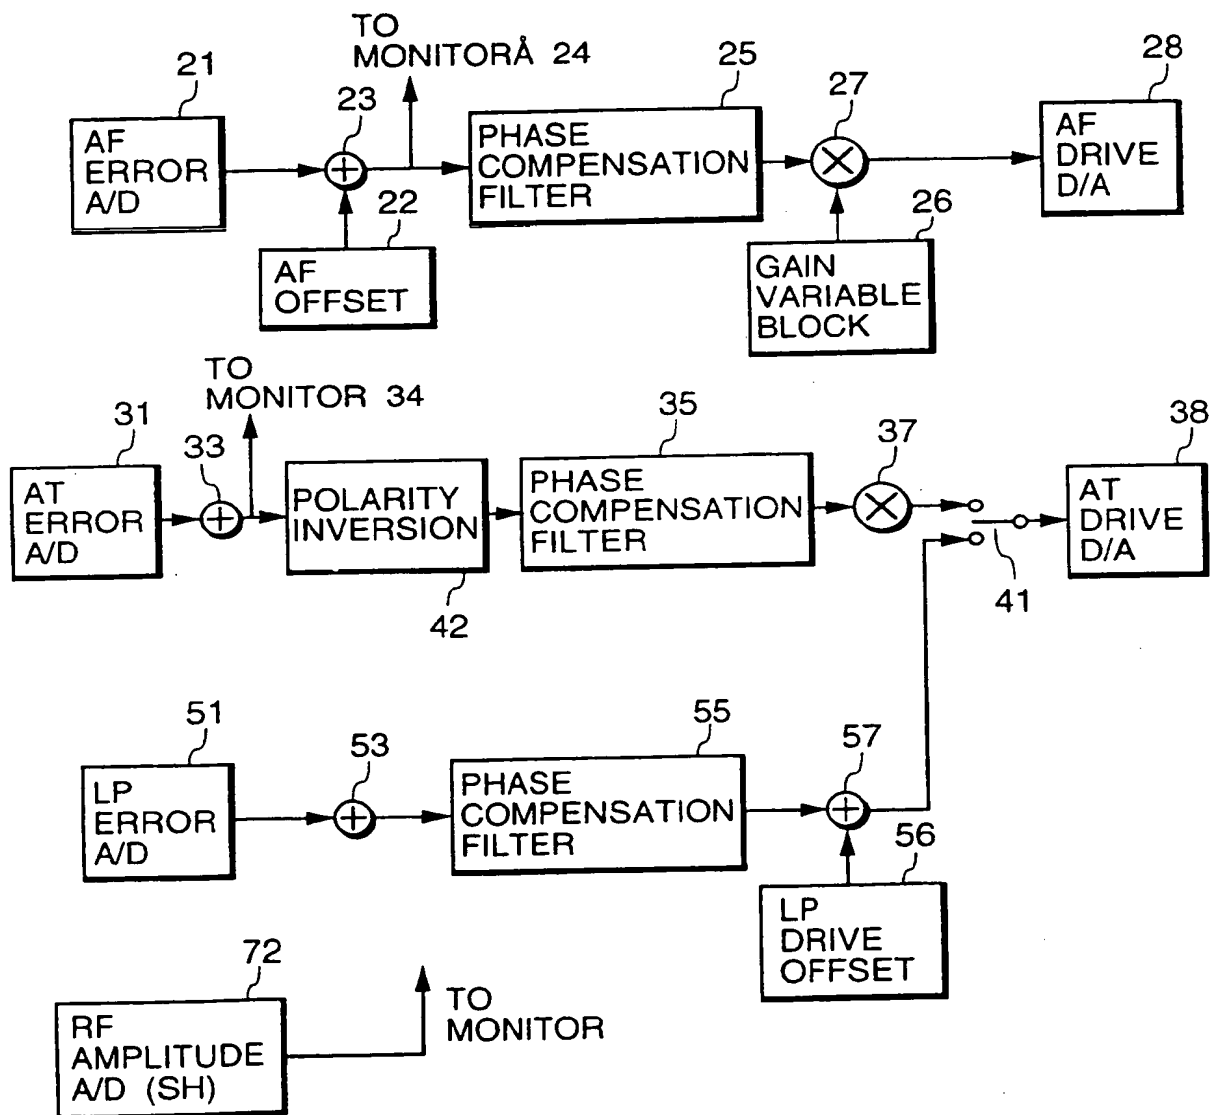 TO
MONITORÅ 24
21
23
25
27
28
AF
ERROR
A/D
PHASE
COMPENSATION
FILTER
AF
DRIVE
D/A
22
26
AF
OFFSET
GAIN
VARIABLE
BLOCK
TO
MONITOR 34
31
33
35
37
38
AT
ERROR
A/D
POLARITY
INVERSION
PHASE
COMPENSATION
FILTER
AT
DRIVE
D/A
42
41
51
53
55
57
LP
ERROR
A/D
PHASE
COMPENSATION
FILTER
56
LP
DRIVE
OFFSET
72
RF
AMPLITUDE
A/D (SH)
TO
MONITOR